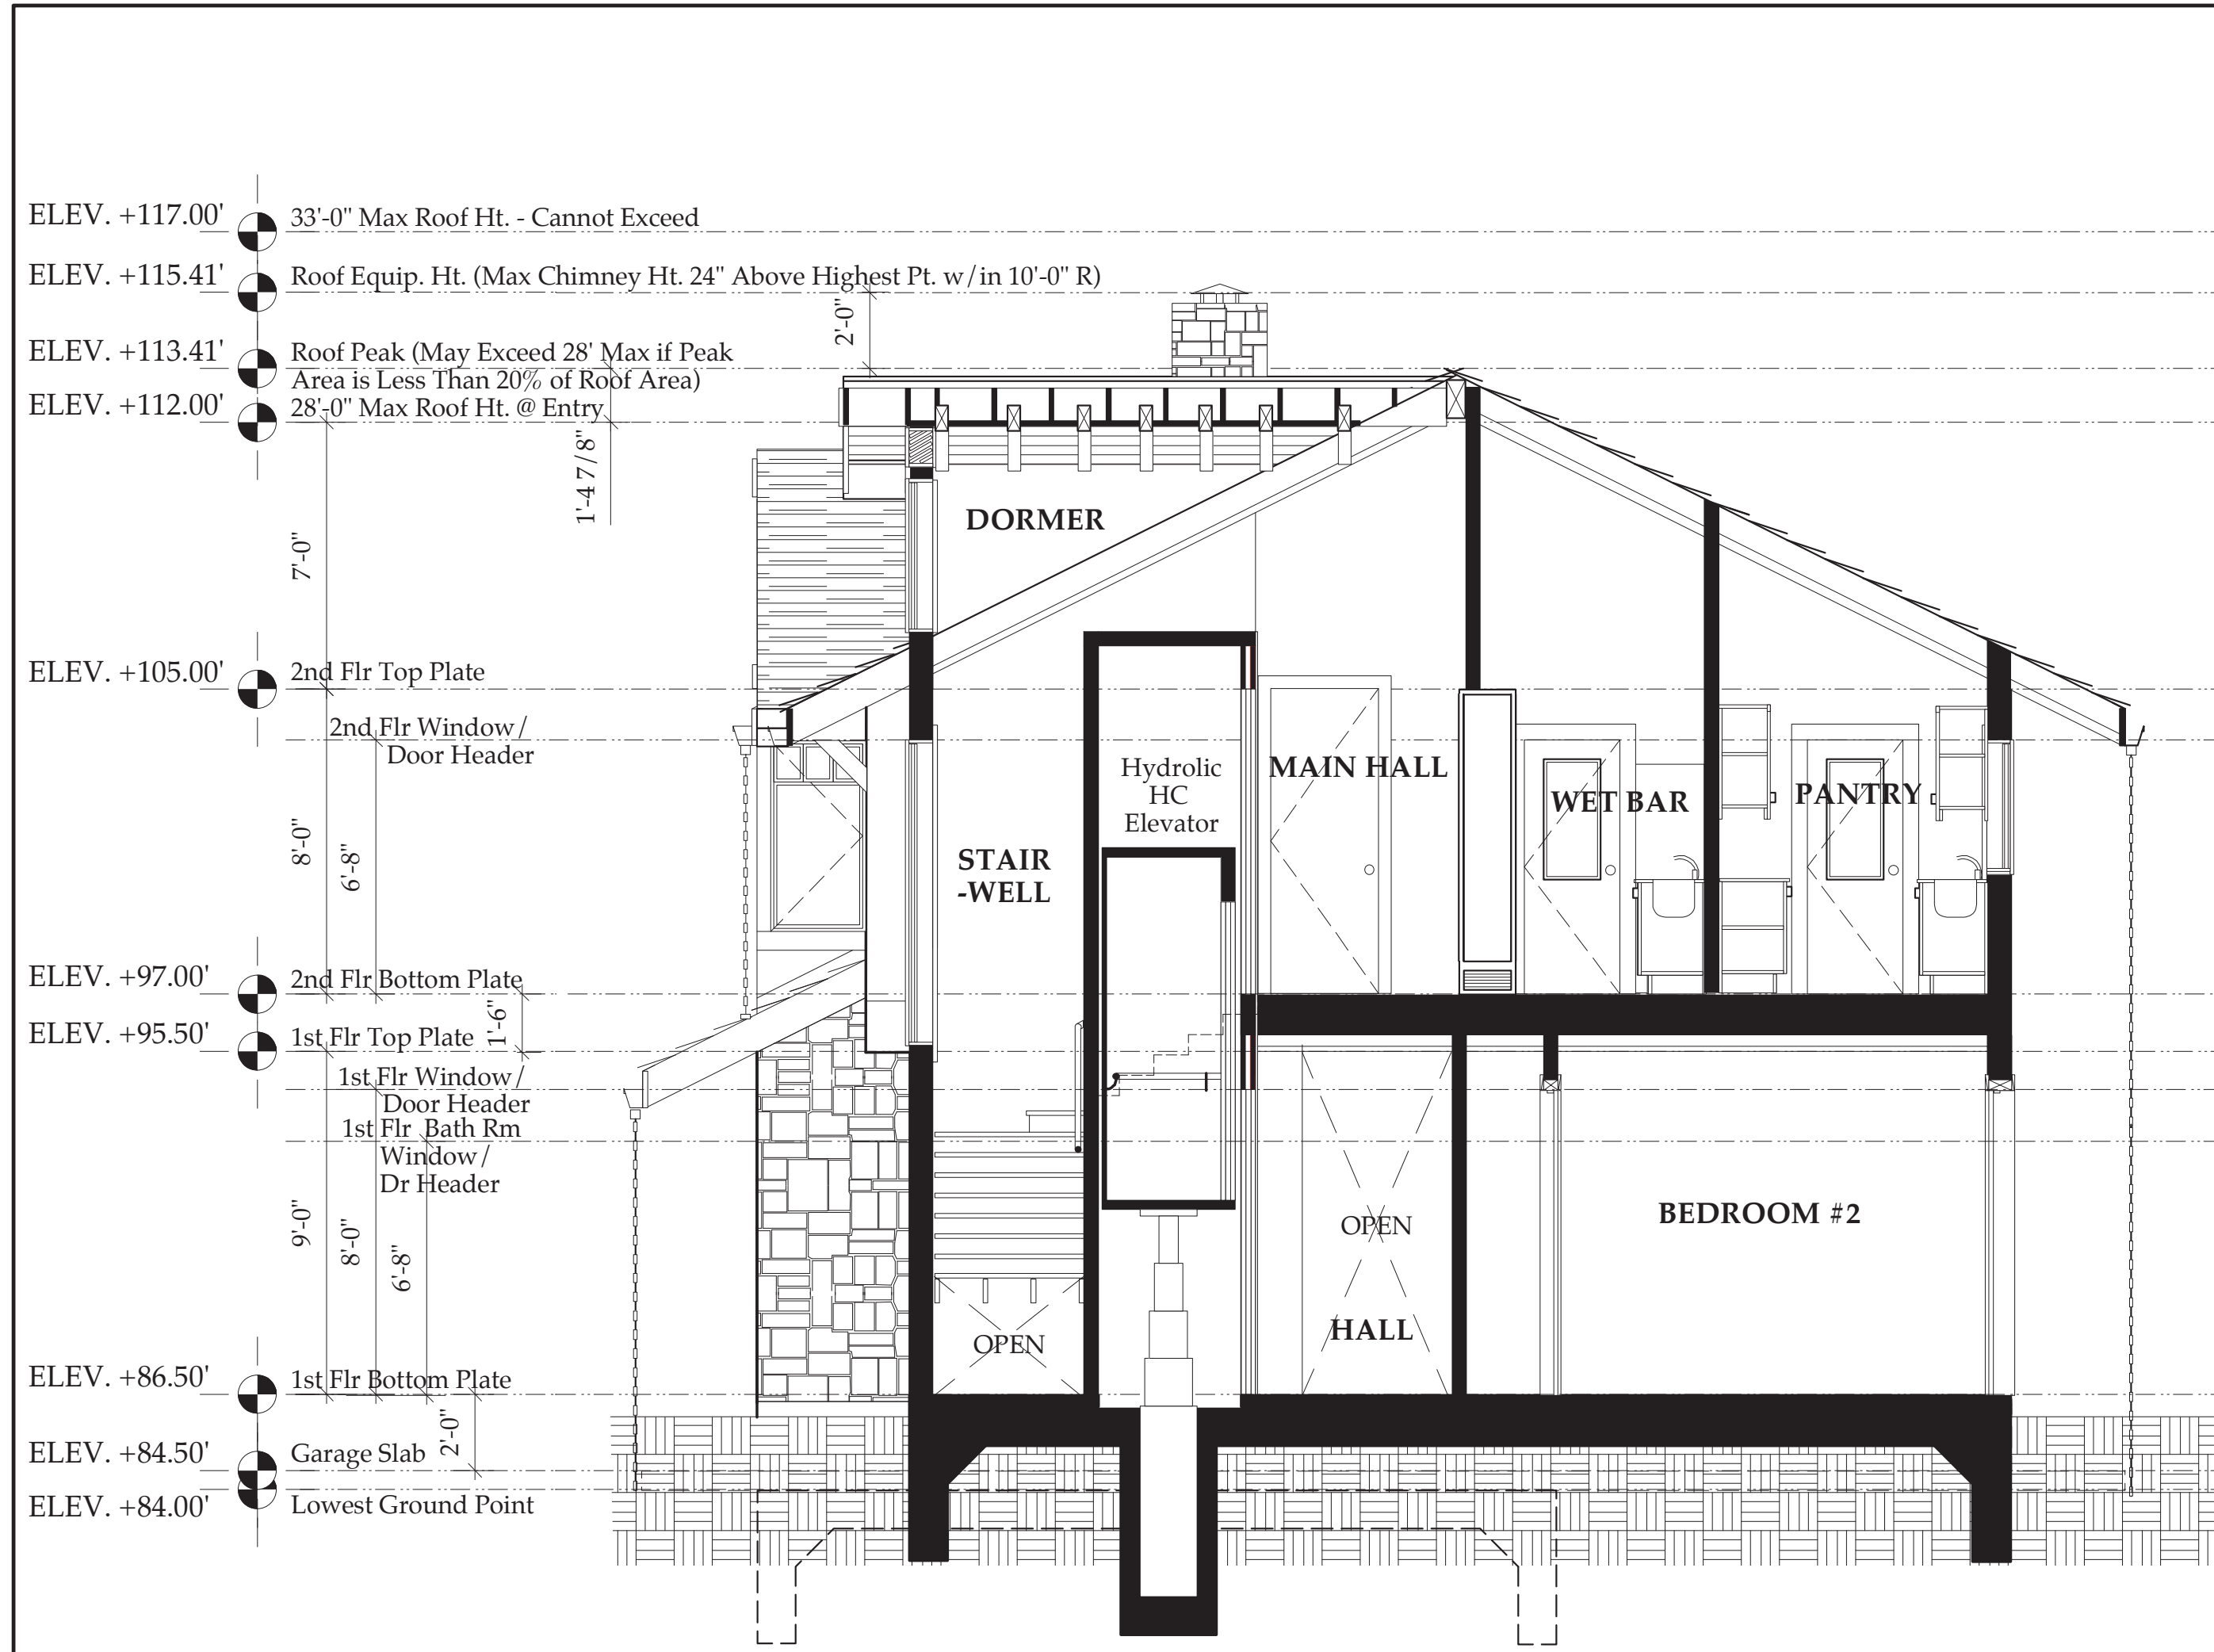 ELEV. +117.00'
33'-0" Max Roof Ht. - Cannot Exceed
ELEV. +115.41'
Roof Equip. Ht. (Max Chimney Ht. 24" Above Highest Pt. w/in 10'-0" R)
2'-0"
ELEV. +113.41'
Roof Peak (May Exceed 28' Max if Peak
Area is Less Than 20% of Roof Area)
ELEV. +112.00'
28'-0" Max Roof Ht. @ Entry
1'-4 7/8"
7'-0"
DORMER
ELEV. +105.00'
2nd Flr Top Plate
2nd Flr Window/
Door Header
8'-0"
6'-8"
Hydrolic
HC
Elevator
MAIN HALL
WET BAR
PANTRY
STAIR
-WELL
ELEV. +97.00'
2nd Flr Bottom Plate
1'-6"
ELEV. +95.50'
1st Flr Top Plate
1st Flr Window/
Door Header
1st Flr Bath Rm
Window/
Dr Header
9'-0"
8'-0"
6'-8"
OPEN
BEDROOM #2
HALL
OPEN
ELEV. +86.50'
1st Flr Bottom Plate
2'-0"
ELEV. +84.50'
Garage Slab
ELEV. +84.00'
Lowest Ground Point